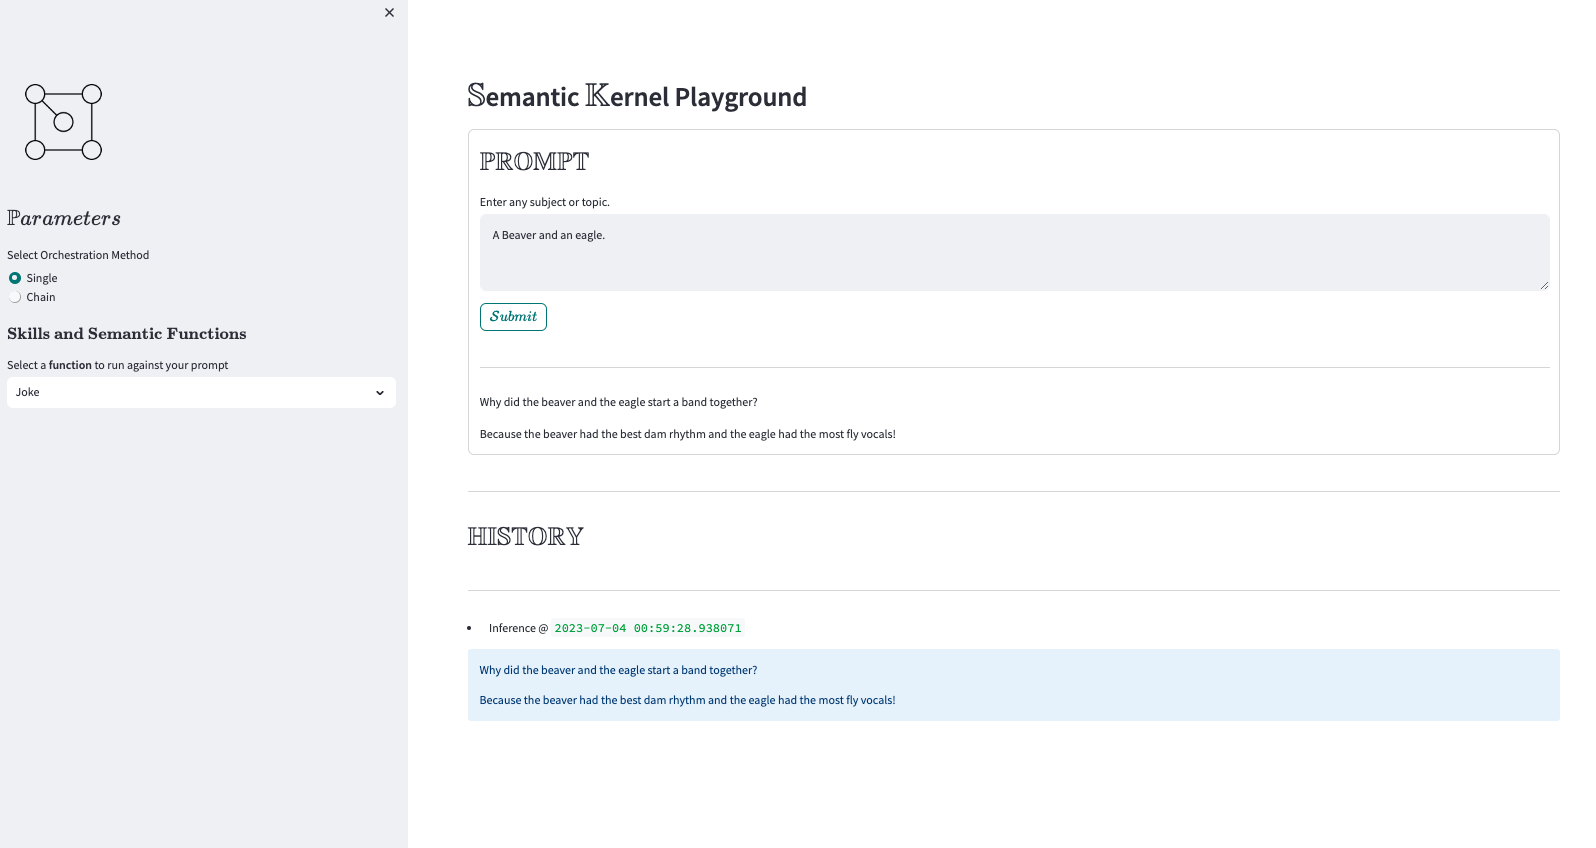 Parameters
Select Orchestration Method
Single
Chain
Skills and Semantic Functions
Select a function to run against your prompt
Joke
Semantic Kernel Playground
PROMPT
Enter any subject or topic.
A Beaver and an eagle.
Submit
Why did the beaver and the eagle start a band together?
Because the beaver had the best dam rhythm and the eagle had the most fly vocals!
HISTORY
Inference @ 2023-07-04 00:59:28.938071
Why did the beaver and the eagle start a band together?
Because the beaver had the best dam rhythm and the eagle had the most fly vocals!